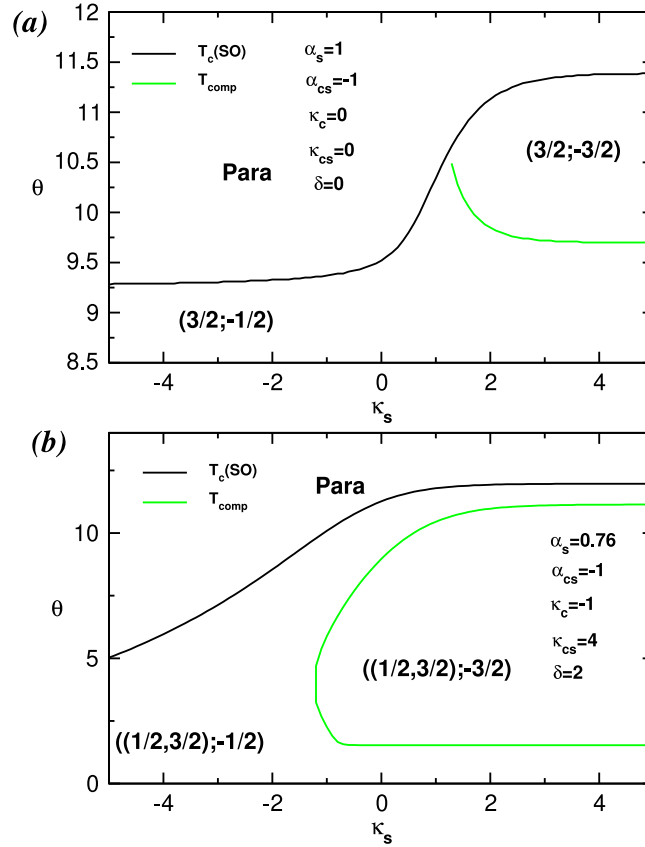 (a)
T_c(SO)
T_comp
α_s=1
α_cs=-1
κ_c=0
κ_cs=0
δ=0
Para
(3/2;-3/2)
(3/2;-1/2)
θ
12
11.5
11
10.5
10
9.5
9
8.5
-4 -2 0 2 4
κ_s
(b)
T_c(SO)
T_comp
Para
α_s=0.76
α_cs=-1
κ_c=-1
κ_cs=4
δ=2
((1/2,3/2);-3/2)
((1/2,3/2);-1/2)
θ
10
5
0
-4 -2 0 2 4
κ_s